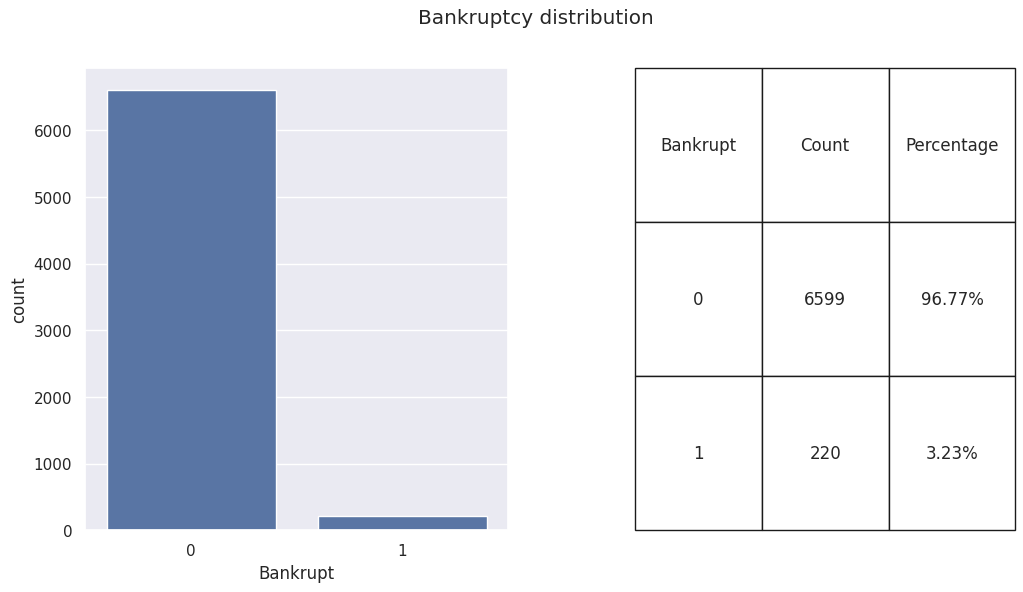 Bankruptcy distribution
count
6000
5000
4000
3000
2000
1000
0
0 1
Bankrupt
Bankrupt Count Percentage
0 6599 96.77%
1 220 3.23%